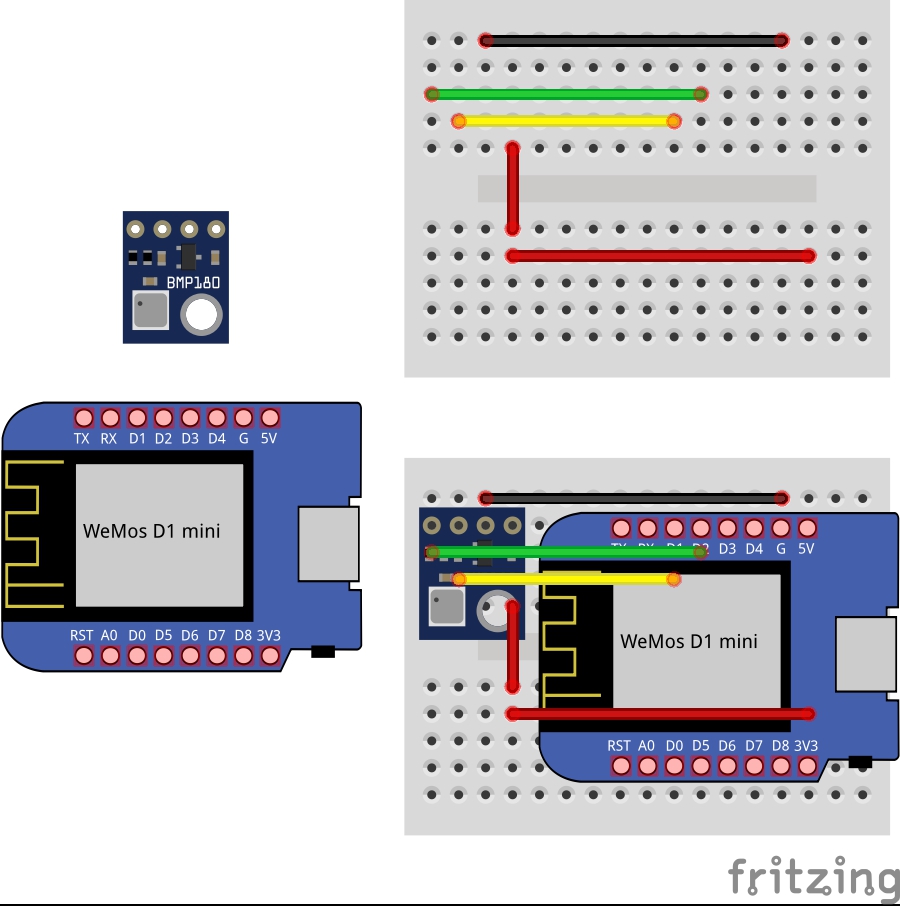 BMP180
TX RX D1 D2 D3 D4 G 5V
WeMos D1 mini
RST A0 D0 D5 D6 D7 D8 3V3
TX RX D1 D2 D3 D4 G 5V
WeMos D1 mini
RST A0 D0 D5 D6 D7 D8 3V3
fritzing